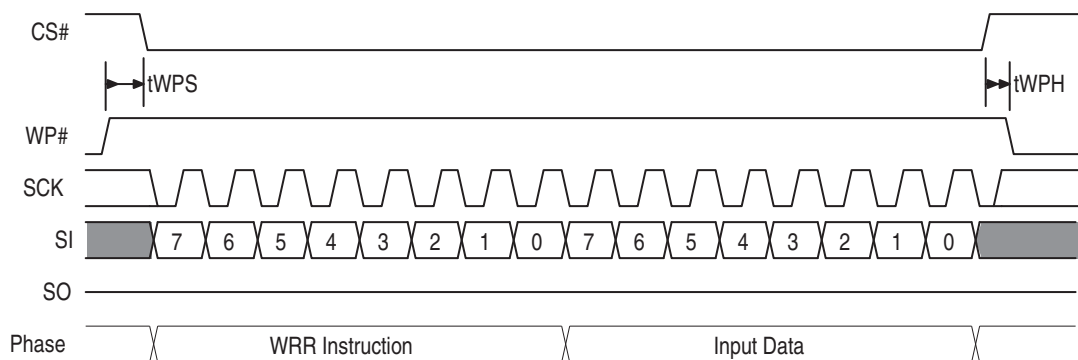 CS#
tWPS
tWPH
WP#
SCK
SI 7 6 5 4 3 2 1 0 7 6 5 4 3 2 1 0
SO
Phase WRR Instruction Input Data